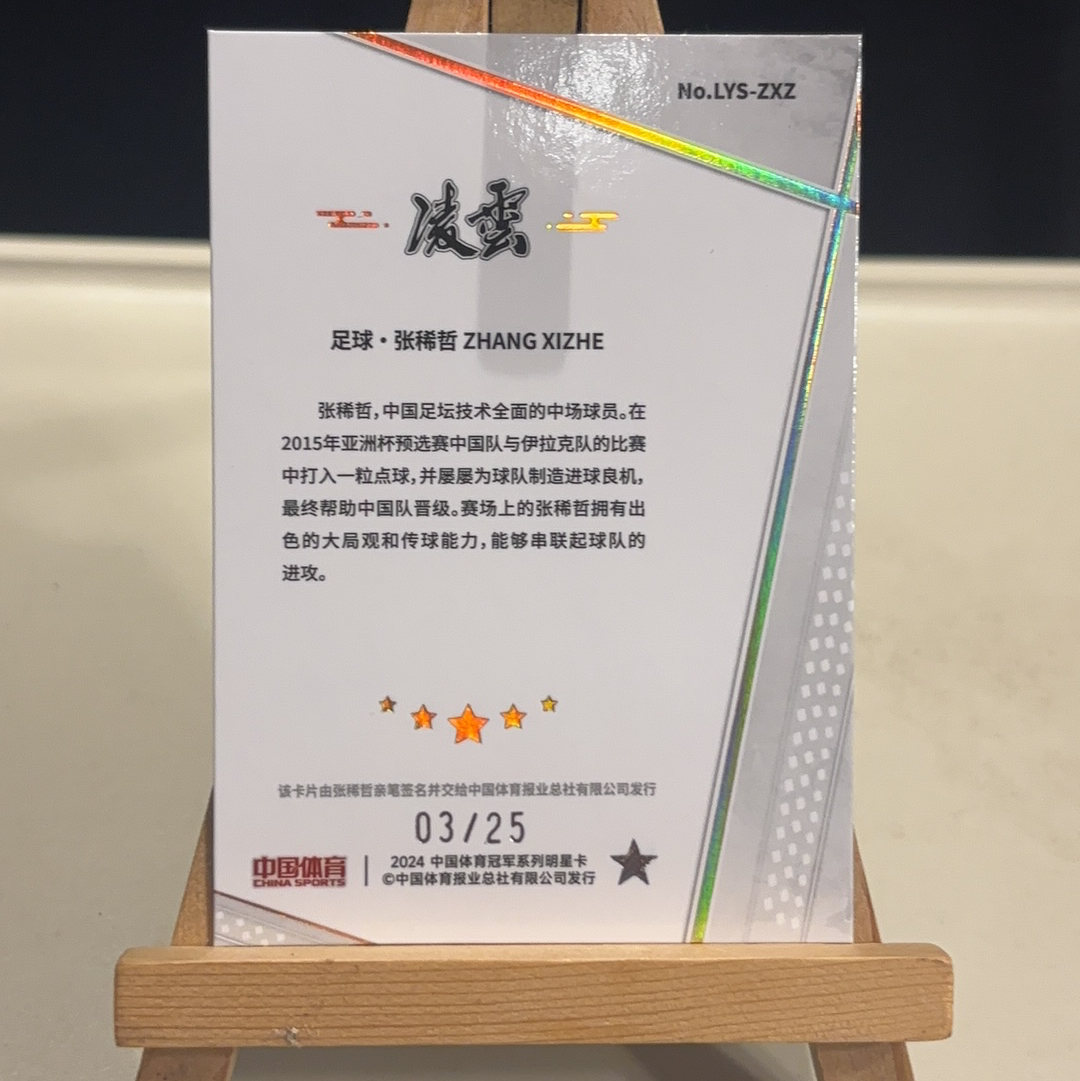 No.LYS-ZXZ
凌雲
足球·张稀哲 ZHANG XIZHE
张稀哲,中国足坛技术全面的中场球员。在
2015年亚洲杯预选赛中国队与伊拉克队的比赛
中打入一粒点球,并屡屡为球队制造进球良机,
最终帮助中国队晋级。赛场上的张稀哲拥有出
色的大局观和传球能力,能够串联起球队的
进攻。
该卡片由张稀哲亲笔签名并交给中国体育报业总社有限公司发行
03/25
中国体育
CHINA SPORTS
2024 中国体育冠军系列明星卡
©中国体育报业总社有限公司发行